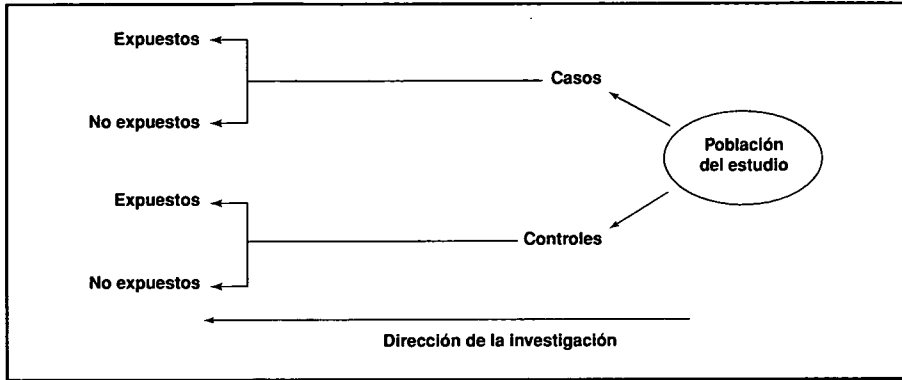 Expuestos
Casos
No expuestos
Población
del estudio
Expuestos
Controles
No expuestos
Dirección de la investigación